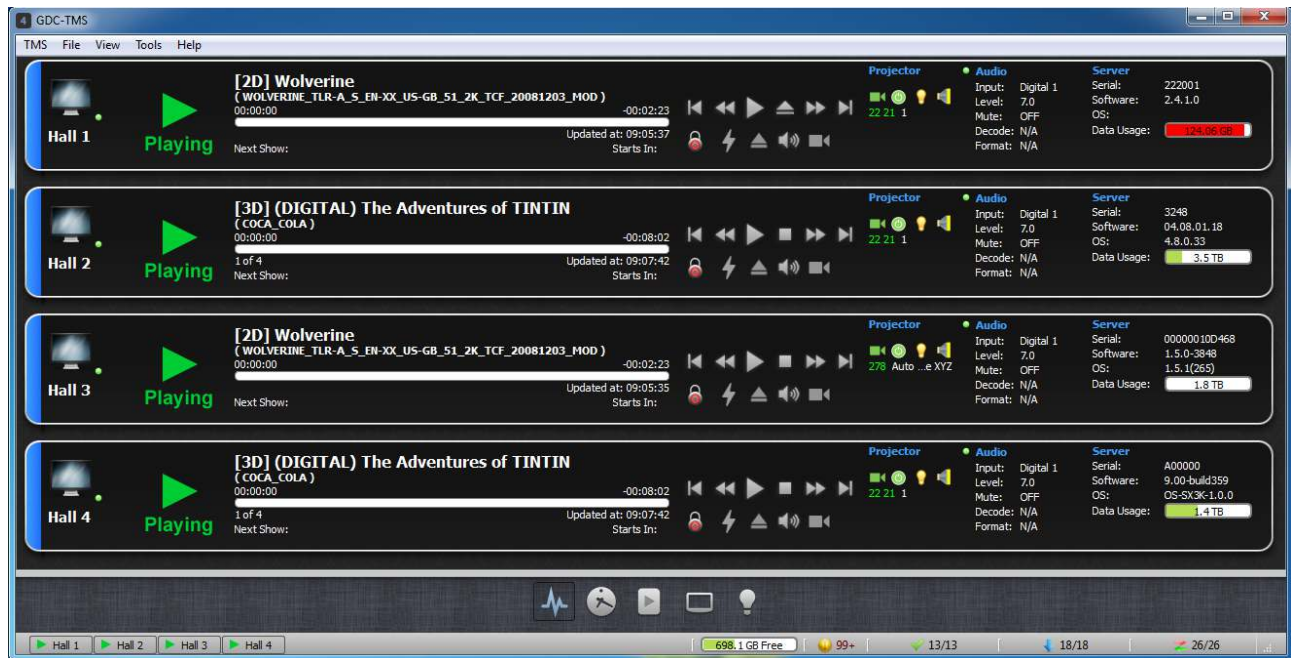 4 GDC-TMS
TMS File View Tools Help
Hall 1
Playing
[2D] Wolverine
( WOLVERINE_TLR-A_S_EN-XX_US-GB_51_2K_TCF_20081203_MOD )
00:00:00 -00:02:23
Updated at: 09:05:37
Next Show: Starts In:
Projector
22 21 1
Audio
Input: Digital 1
Level: 7.0
Mute: OFF
Decode: N/A
Format: N/A
Server
Serial: 222001
Software: 2.4.1.0
OS:
Data Usage: 124.06 GB
Hall 2
Playing
[3D] (DIGITAL) The Adventures of TINTIN
( COCA_COLA )
00:00:00 -00:08:02
1 of 4 Updated at: 09:07:42
Next Show: Starts In:
Projector
22 21 1
Audio
Input: Digital 1
Level: 7.0
Mute: OFF
Decode: N/A
Format: N/A
Server
Serial: 3248
Software: 04.08.01.18
OS: 4.8.0.33
Data Usage: 3.5 TB
Hall 3
Playing
[2D] Wolverine
( WOLVERINE_TLR-A_S_EN-XX_US-GB_51_2K_TCF_20081203_MOD )
00:00:00 -00:02:23
Updated at: 09:05:35
Next Show: Starts In:
Projector
278 Auto ...e XYZ
Audio
Input: Digital 1
Level: 7.0
Mute: OFF
Decode: N/A
Format: N/A
Server
Serial: 00000010D468
Software: 1.5.0-3848
OS: 1.5.1(265)
Data Usage: 1.8 TB
Hall 4
Playing
[3D] (DIGITAL) The Adventures of TINTIN
( COCA_COLA )
00:00:00 -00:08:02
1 of 4 Updated at: 09:07:42
Next Show: Starts In:
Projector
22 21 1
Audio
Input: Digital 1
Level: 7.0
Mute: OFF
Decode: N/A
Format: N/A
Server
Serial: A00000
Software: 9.00-build359
OS: OS-SX3K-1.0.0
Data Usage: 1.4 TB
Hall 1 Hall 2 Hall 3 Hall 4 698.1 GB Free 99+ 13/13 18/18 26/26